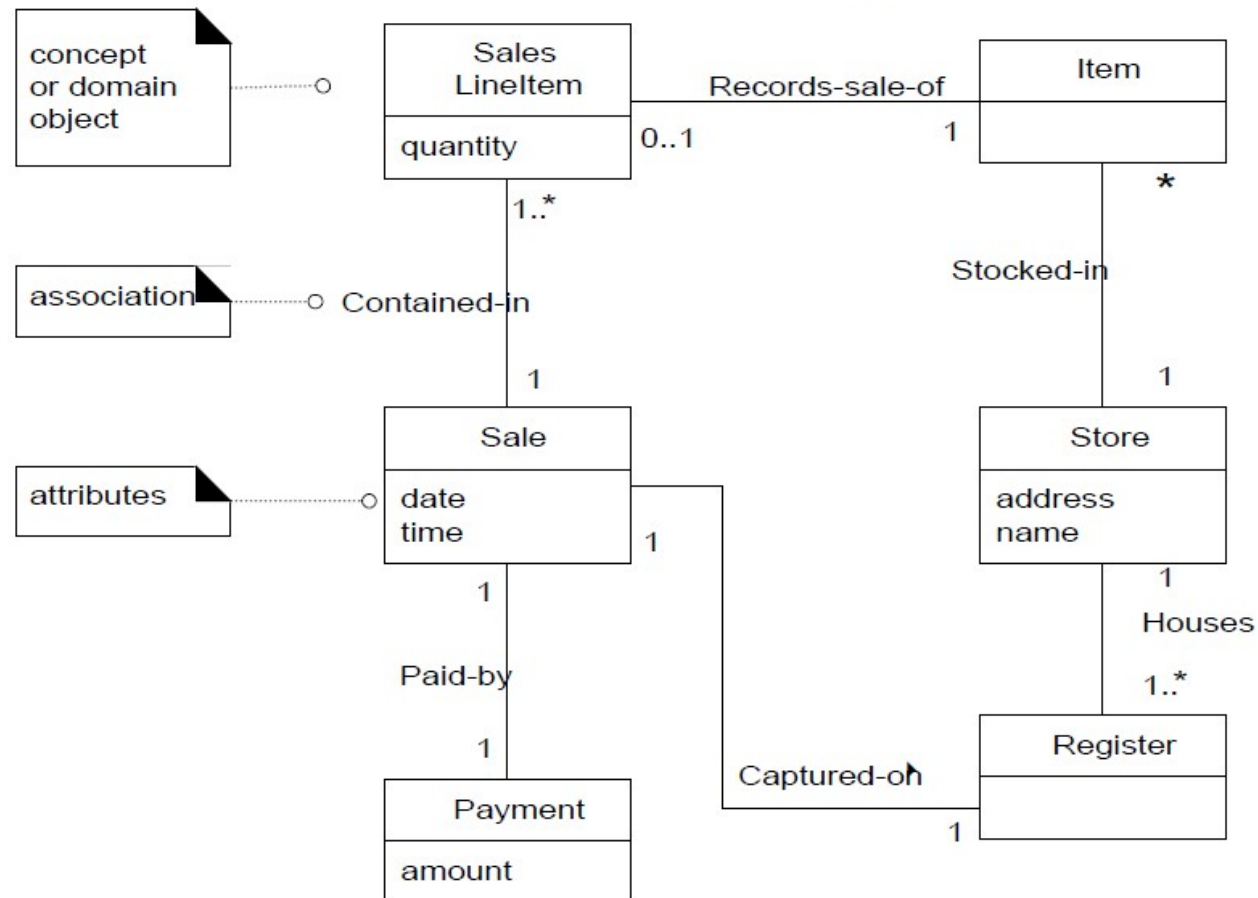 concept
or domain
object
Sales
LineItem
quantity
Records-sale-of
0..1
1
Item
*
1..*
association
Contained-in
Stocked-in
1
1
Sale
date
time
Store
address
name
attributes
1
1
1
Houses
Paid-by
1..*
1
Register
Captured-on
1
Payment
amount